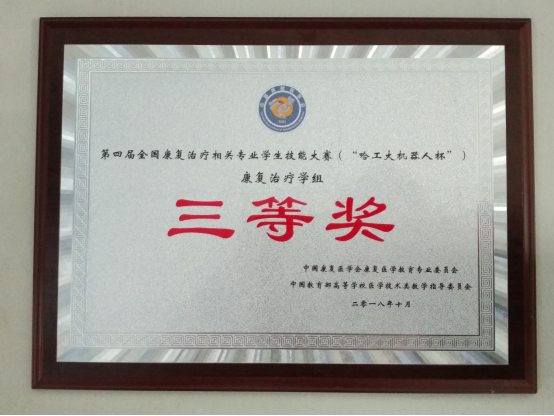 第四届全国康复治疗相关专业学生技能大赛（“哈工大机器人杯”）
康复治疗学组
三等奖
中国康复医学会康复医学教育专业委员会
中国教育部高等学校医学技术类教学指导委员会
二零一八年十月